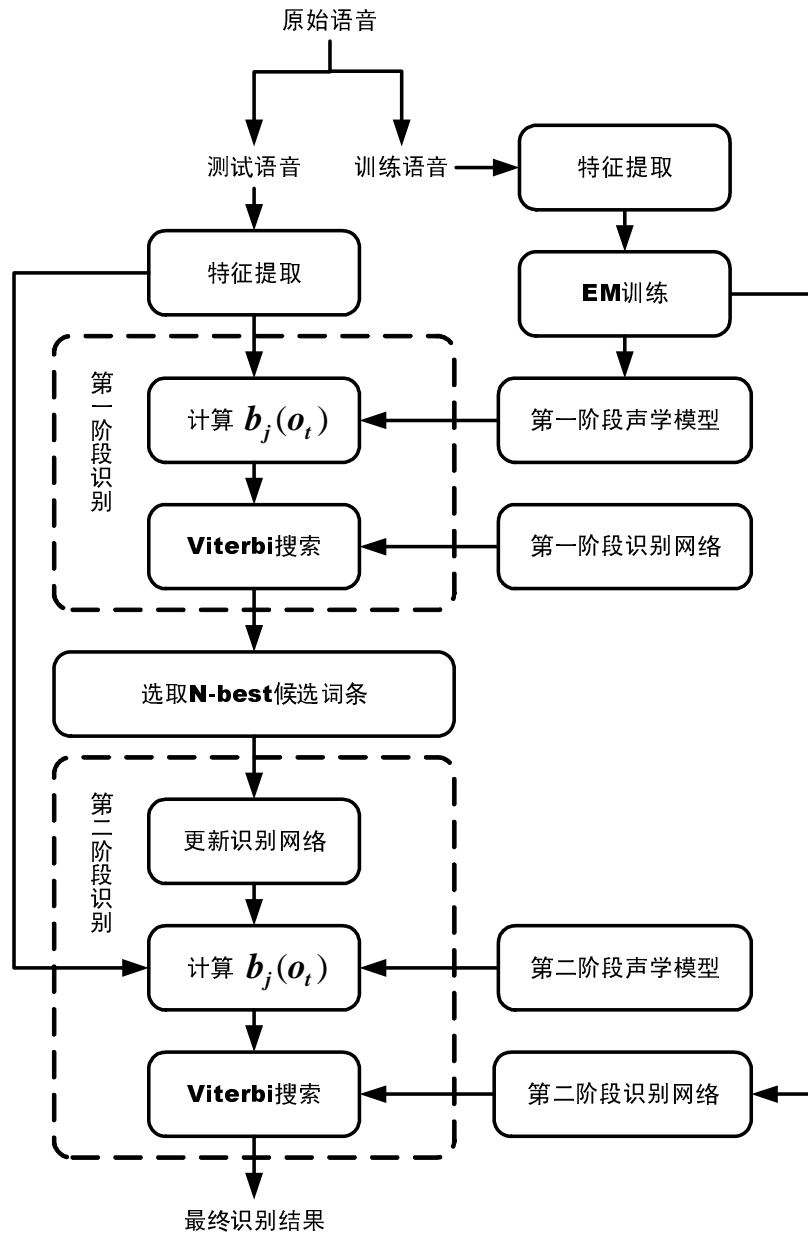 原始语音
测试语音
训练语音
特征提取
特征提取
EM训练
第一阶段识别
计算 b_j(o_t)
第一阶段声学模型
Viterbi搜索
第一阶段识别网络
选取N-best候选词条
第二阶段识别
更新识别网络
计算 b_j(o_t)
第二阶段声学模型
Viterbi搜索
第二阶段识别网络
最终识别结果